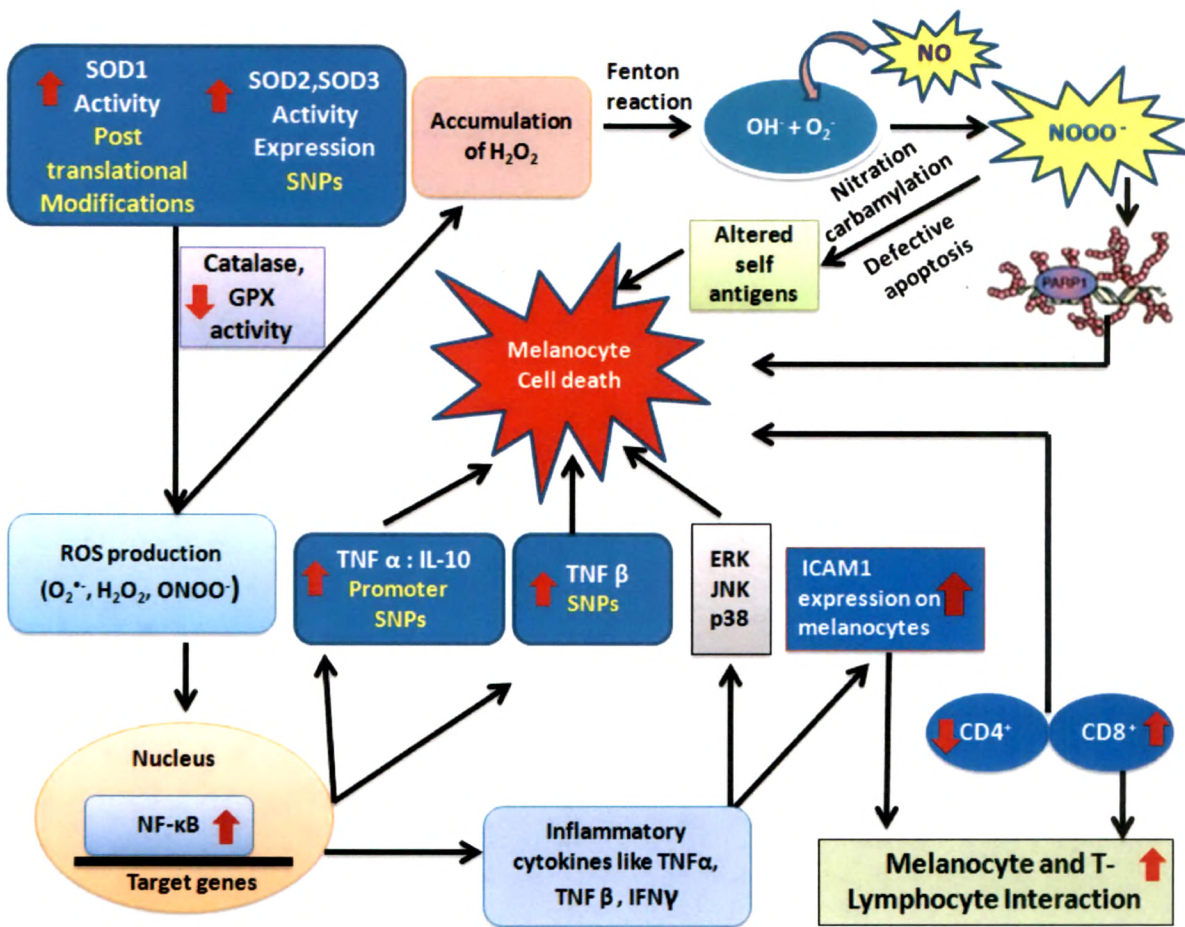 SOD1
Activity
Post
translational
Modifications
SOD2,SOD3
Activity
Expression
SNPs
Accumulation
of H₂O₂
Fenton
reaction
OH⁻ + O₂⁻
NO
NOOO⁻
Nitration
carbamylation
Defective
apoptosis
Altered
self
antigens
PARP1
Catalase,
GPX
activity
Melanocyte
Cell death
ROS production
(O₂•⁻, H₂O₂, ONOO⁻)
TNF α : IL-10
Promoter
SNPs
TNF β
SNPs
ERK
JNK
p38
ICAM1
expression on
melanocytes
CD4⁺
CD8⁺
Nucleus
NF-κB
Target genes
Inflammatory
cytokines like TNFα,
TNF β , IFNγ
Melanocyte and T-
Lymphocyte Interaction